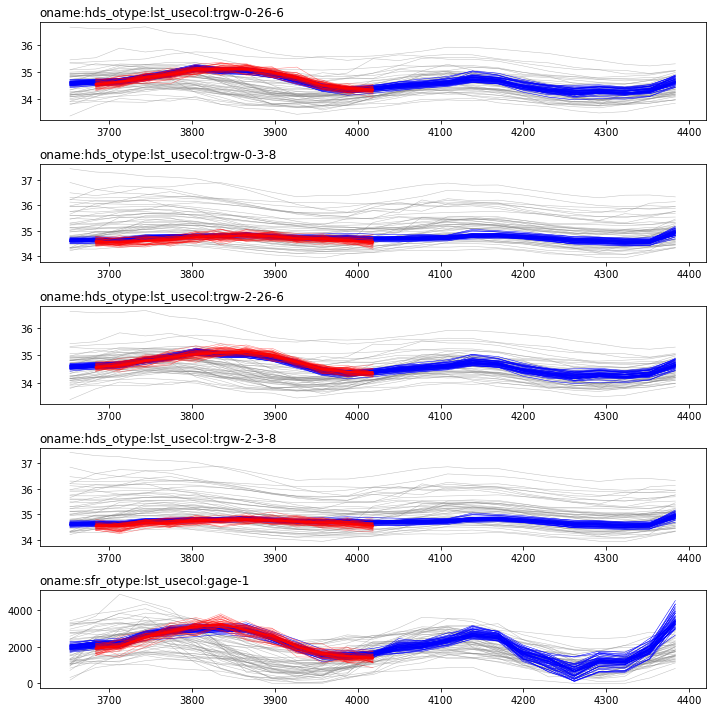 oname:hds_otype:lst_usecol:trgw-0-26-6
36
35
34
3700 3800 3900 4000 4100 4200 4300 4400
oname:hds_otype:lst_usecol:trgw-0-3-8
37
36
35
34
3700 3800 3900 4000 4100 4200 4300 4400
oname:hds_otype:lst_usecol:trgw-2-26-6
36
35
34
3700 3800 3900 4000 4100 4200 4300 4400
oname:hds_otype:lst_usecol:trgw-2-3-8
37
36
35
34
3700 3800 3900 4000 4100 4200 4300 4400
oname:sfr_otype:lst_usecol:gage-1
4000
2000
0
3700 3800 3900 4000 4100 4200 4300 4400